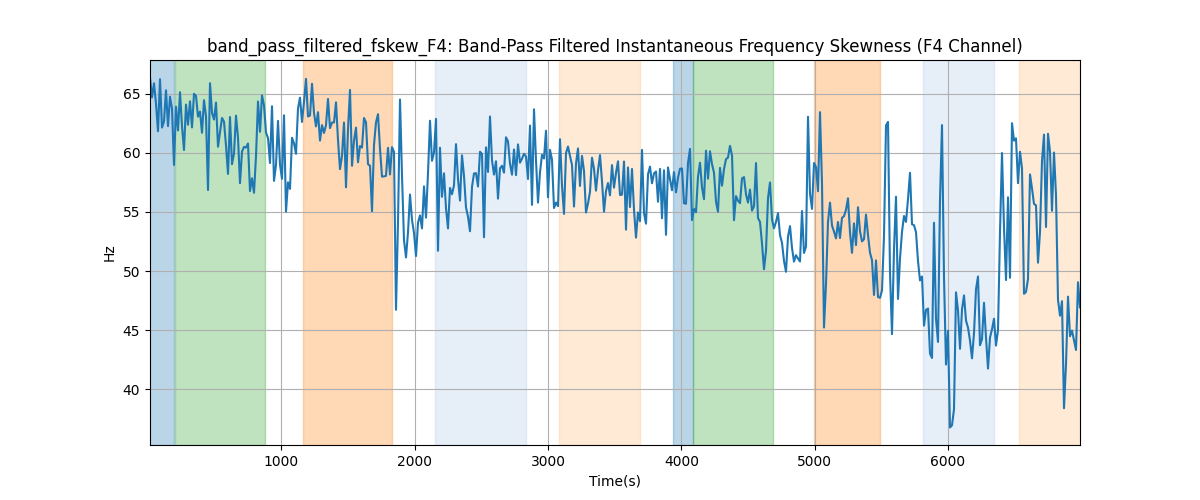 band_pass_filtered_fskew_F4: Band-Pass Filtered Instantaneous Frequency Skewness (F4 Channel)
65
60
55
50
45
40
Hz
1000 2000 3000 4000 5000 6000
Time(s)